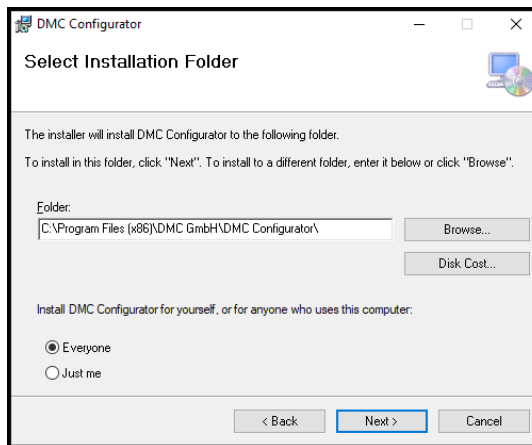 DMC Configurator
Select Installation Folder
The installer will install DMC Configurator to the following folder.
To install in this folder, click "Next". To install to a different folder, enter it below or click "Browse".
Folder:
C:\Program Files (x86)\DMC GmbH\DMC Configurator\
Browse...
Disk Cost...
Install DMC Configurator for yourself, or for anyone who uses this computer:
Everyone
Just me
< Back
Next >
Cancel